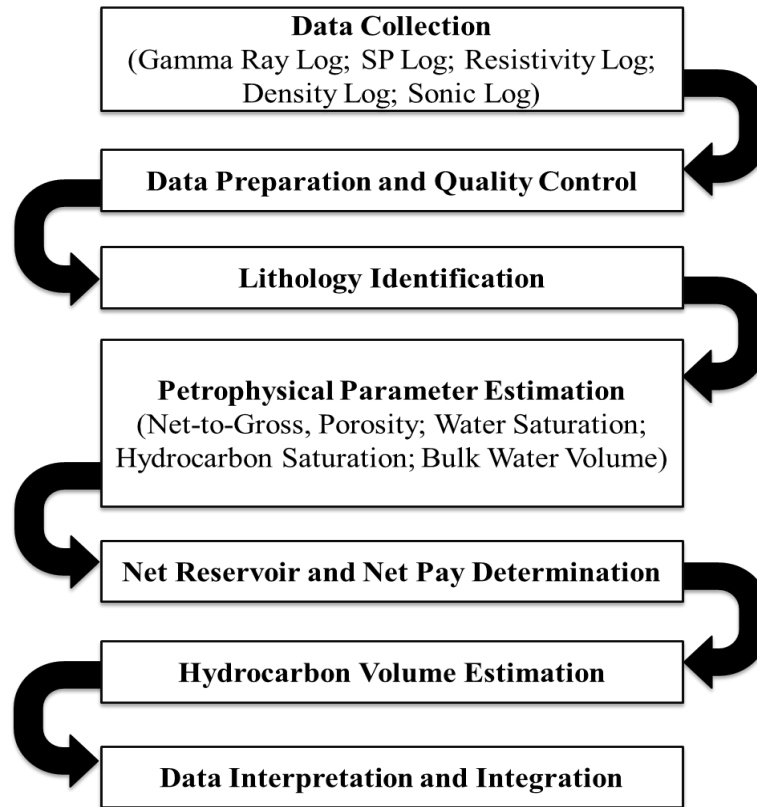 Data Collection
(Gamma Ray Log; SP Log; Resistivity Log;
Density Log; Sonic Log)
Data Preparation and Quality Control
Lithology Identification
Petrophysical Parameter Estimation
(Net-to-Gross, Porosity; Water Saturation;
Hydrocarbon Saturation; Bulk Water Volume)
Net Reservoir and Net Pay Determination
Hydrocarbon Volume Estimation
Data Interpretation and Integration